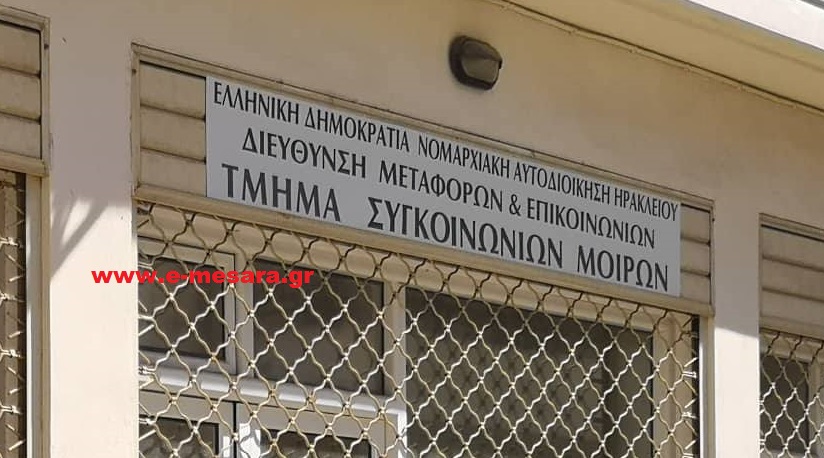 ΕΛΛΗΝΙΚΗ ΔΗΜΟΚΡΑΤΙΑ ΝΟΜΑΡΧΙΑΚΗ ΑΥΤΟΔΙΟΙΚΗΣΗ ΗΡΑΚΛΕΙΟΥ
ΔΙΕΥΘΥΝΣΗ ΜΕΤΑΦΟΡΩΝ & ΕΠΙΚΟΙΝΩΝΙΩΝ
ΤΜΗΜΑ ΣΥΓΚΟΙΝΩΝΙΩΝ ΜΟΙΡΩΝ
www.e-mesara.gr